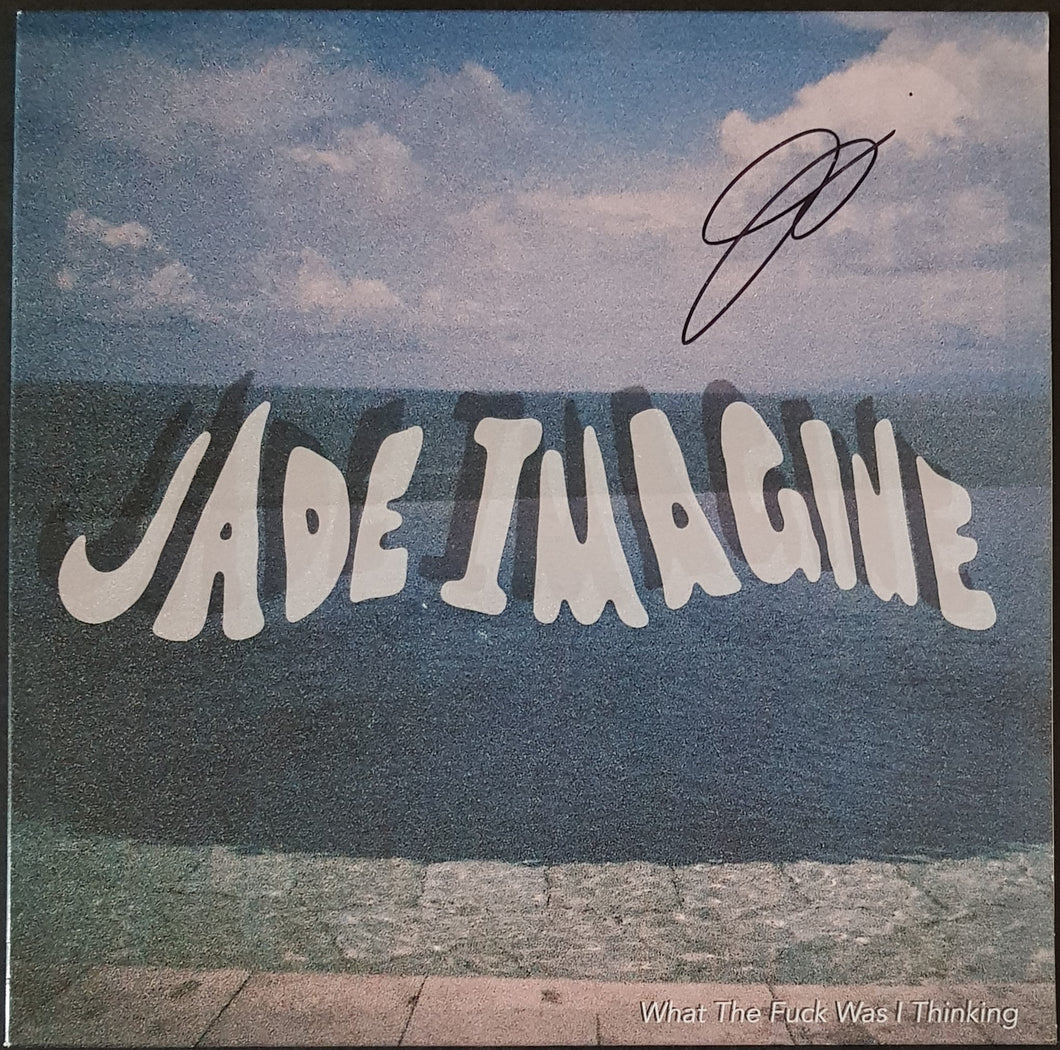 JADE IMAGINE
What The Fuck Was I Thinking